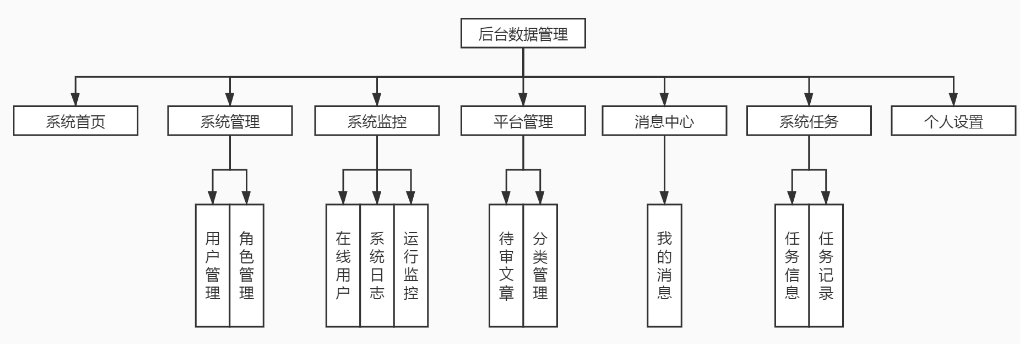 后台数据管理
系统首页
系统管理
系统监控
平台管理
消息中心
系统任务
个人设置
用户管理
角色管理
在线用户
系统日志
运行监控
待审文章
分类管理
我的消息
任务信息
任务记录